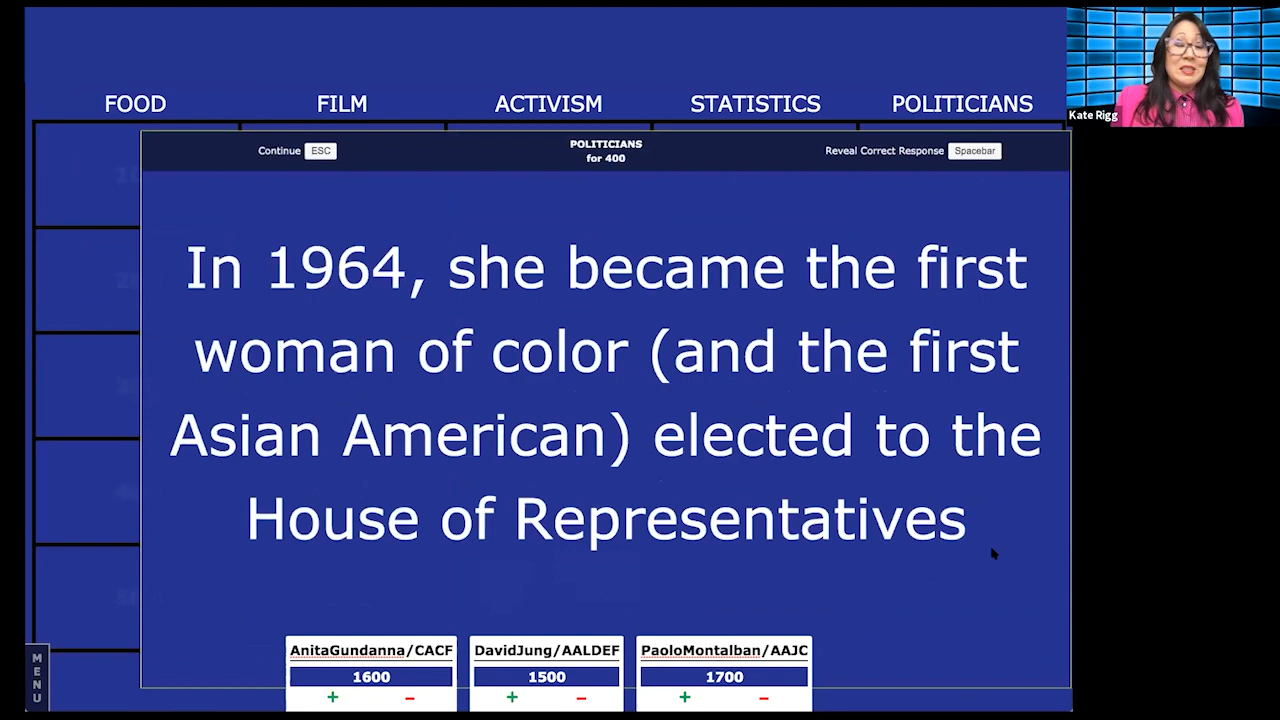 FOOD FILM ACTIVISM STATISTICS POLITICIANS
Kate Rigg
Continue ESC
POLITICIANS
for 400
Reveal Correct Response Spacebar
In 1964, she became the first
woman of color (and the first
Asian American) elected to the
House of Representatives
AnitaGundanna/CACF
1600
+ −
DavidJung/AALDEF
1500
+ −
PaoloMontalban/AAJC
1700
+ −
MENU